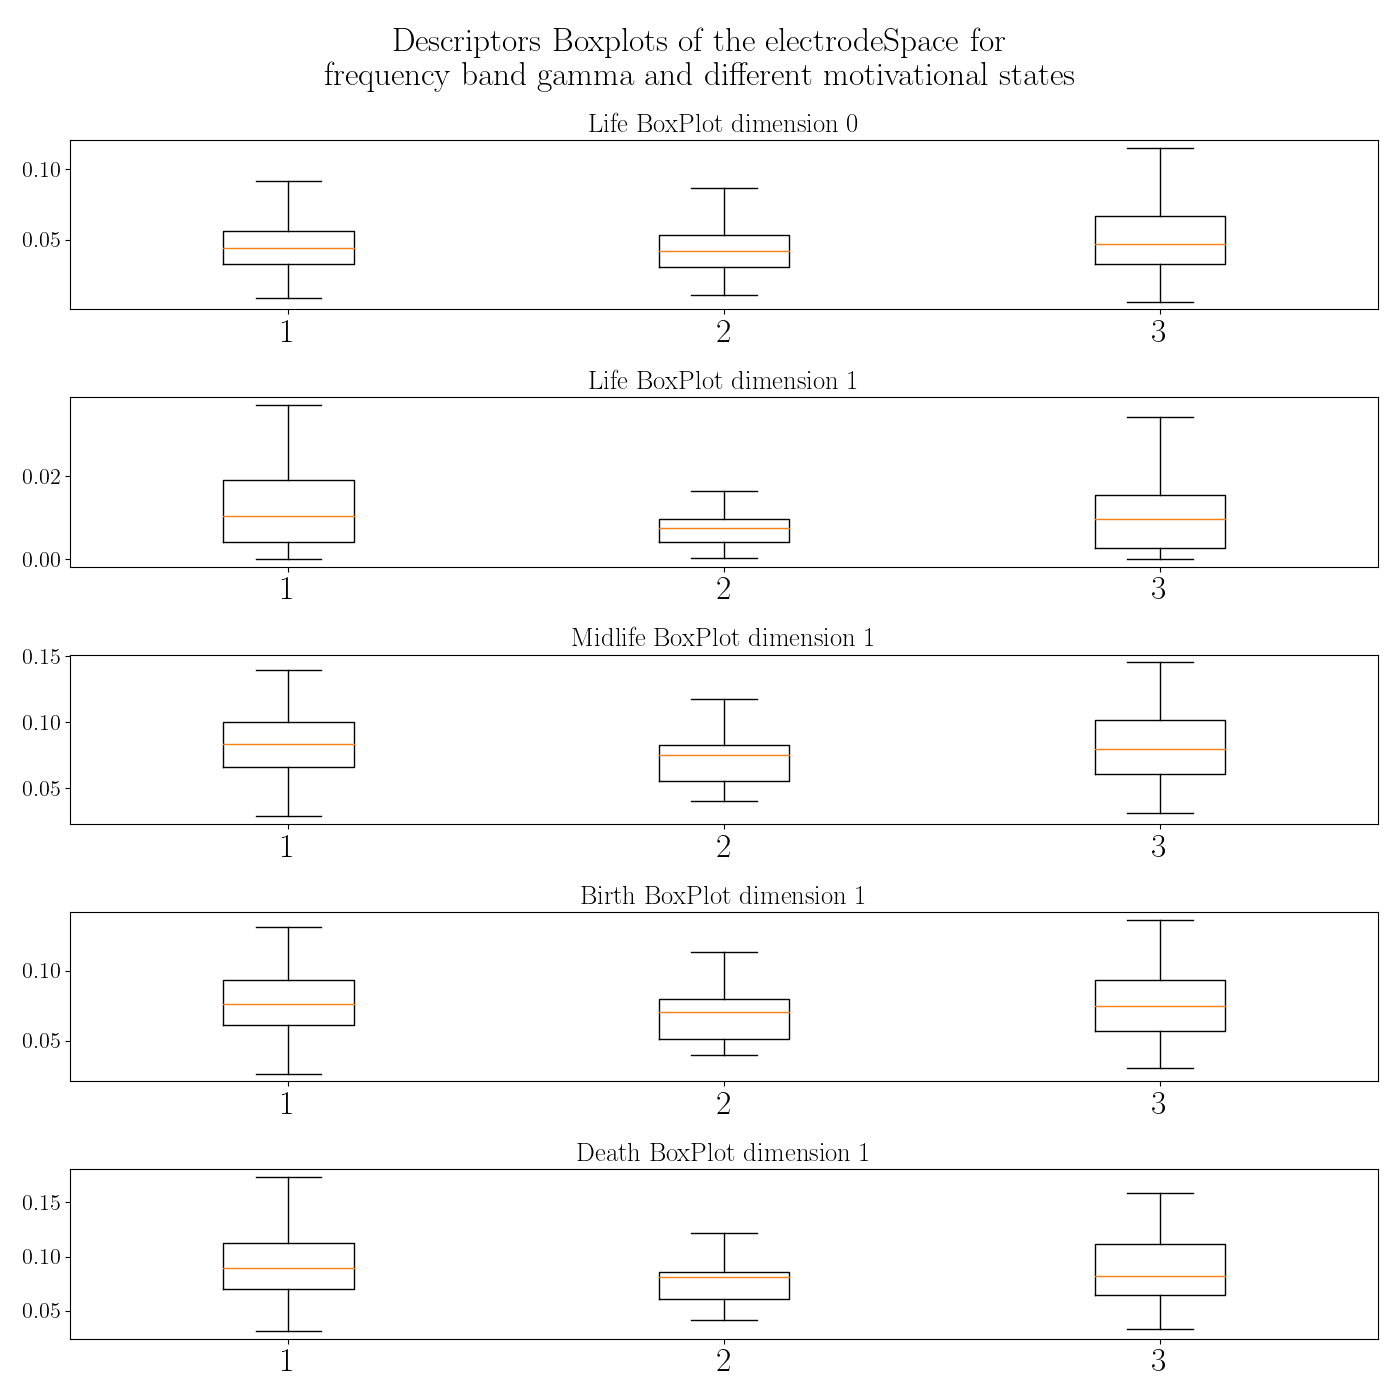 Descriptors Boxplots of the electrodeSpace for
frequency band gamma and different motivational states
Life BoxPlot dimension 0
0.10
0.05
1 2 3
Life BoxPlot dimension 1
0.02
0.00
1 2 3
Midlife BoxPlot dimension 1
0.15
0.10
0.05
1 2 3
Birth BoxPlot dimension 1
0.10
0.05
1 2 3
Death BoxPlot dimension 1
0.15
0.10
0.05
1 2 3